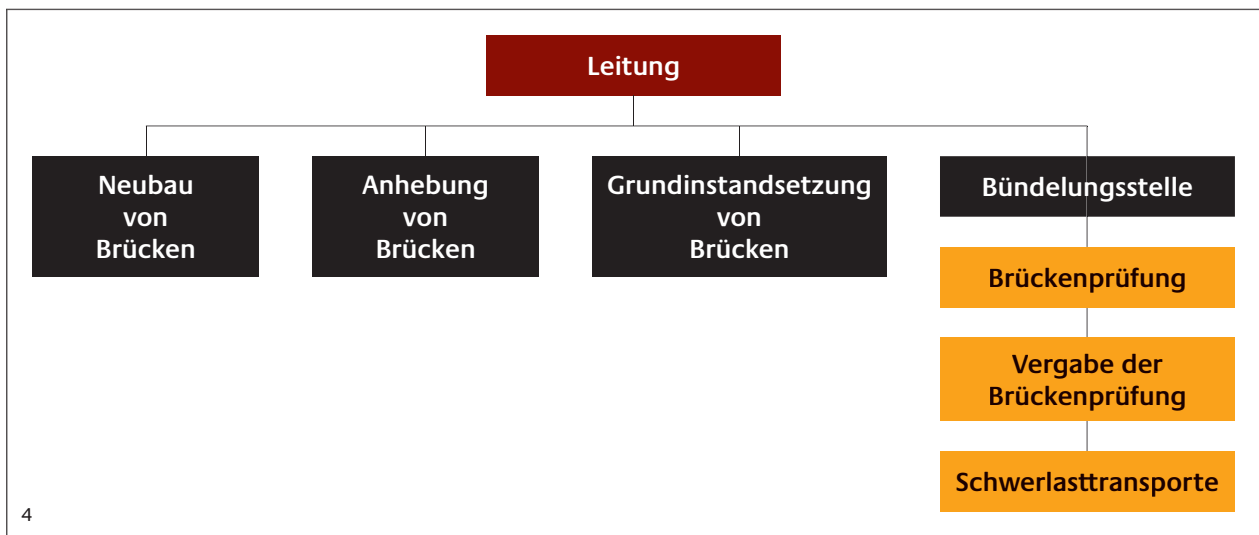 Leitung
Neubau
von
Brücken
Anhebung
von
Brücken
Grundinstandsetzung
von
Brücken
Bündelungsstelle
Brückenprüfung
Vergabe der
Brückenprüfung
Schwerlasttransporte
4